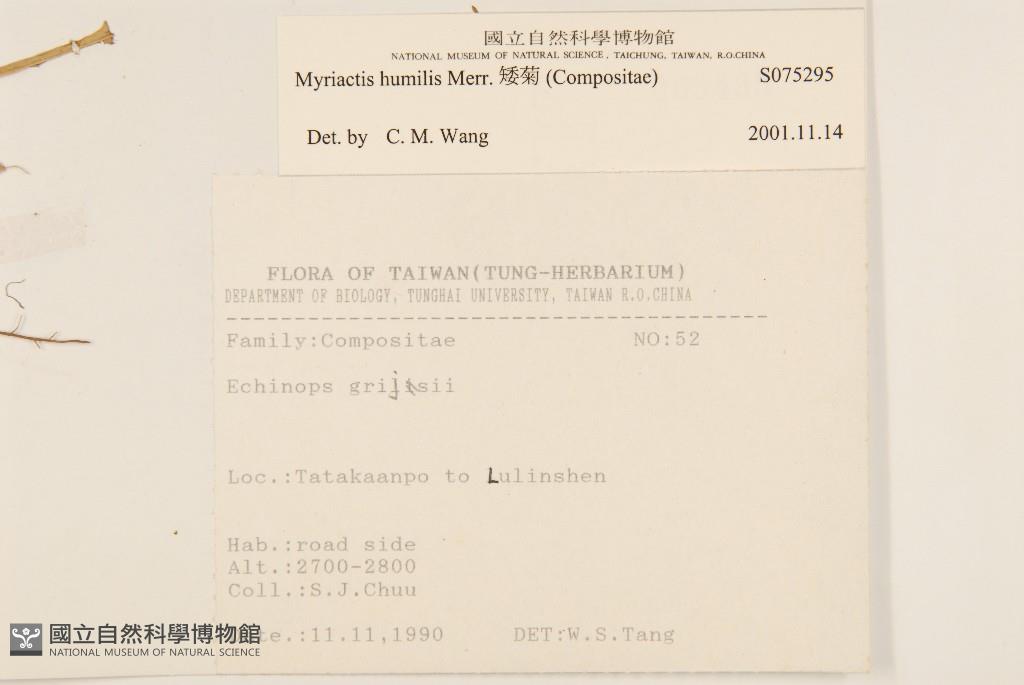 國立自然科學博物館
NATIONAL MUSEUM OF NATURAL SCIENCE, TAICHUNG, TAIWAN, R.O.CHINA
Myriactis humilis Merr. 矮菊 (Compositae) S075295
Det. by C. M. Wang 2001.11.14
FLORA OF TAIWAN(TUNG-HERBARIUM)
DEPARTMENT OF BIOLOGY, TUNGHAI UNIVERSITY, TAIWAN R.O.CHINA
Family:Compositae NO:52
Echinops grijsii
Loc.:Tatakaanpo to Lulinshen
Hab.:road side
Alt.:2700-2800
Coll.:S.J.Chuu
te.:11.11,1990 DET:W.S.Tang
國立自然科學博物館
NATIONAL MUSEUM OF NATURAL SCIENCE